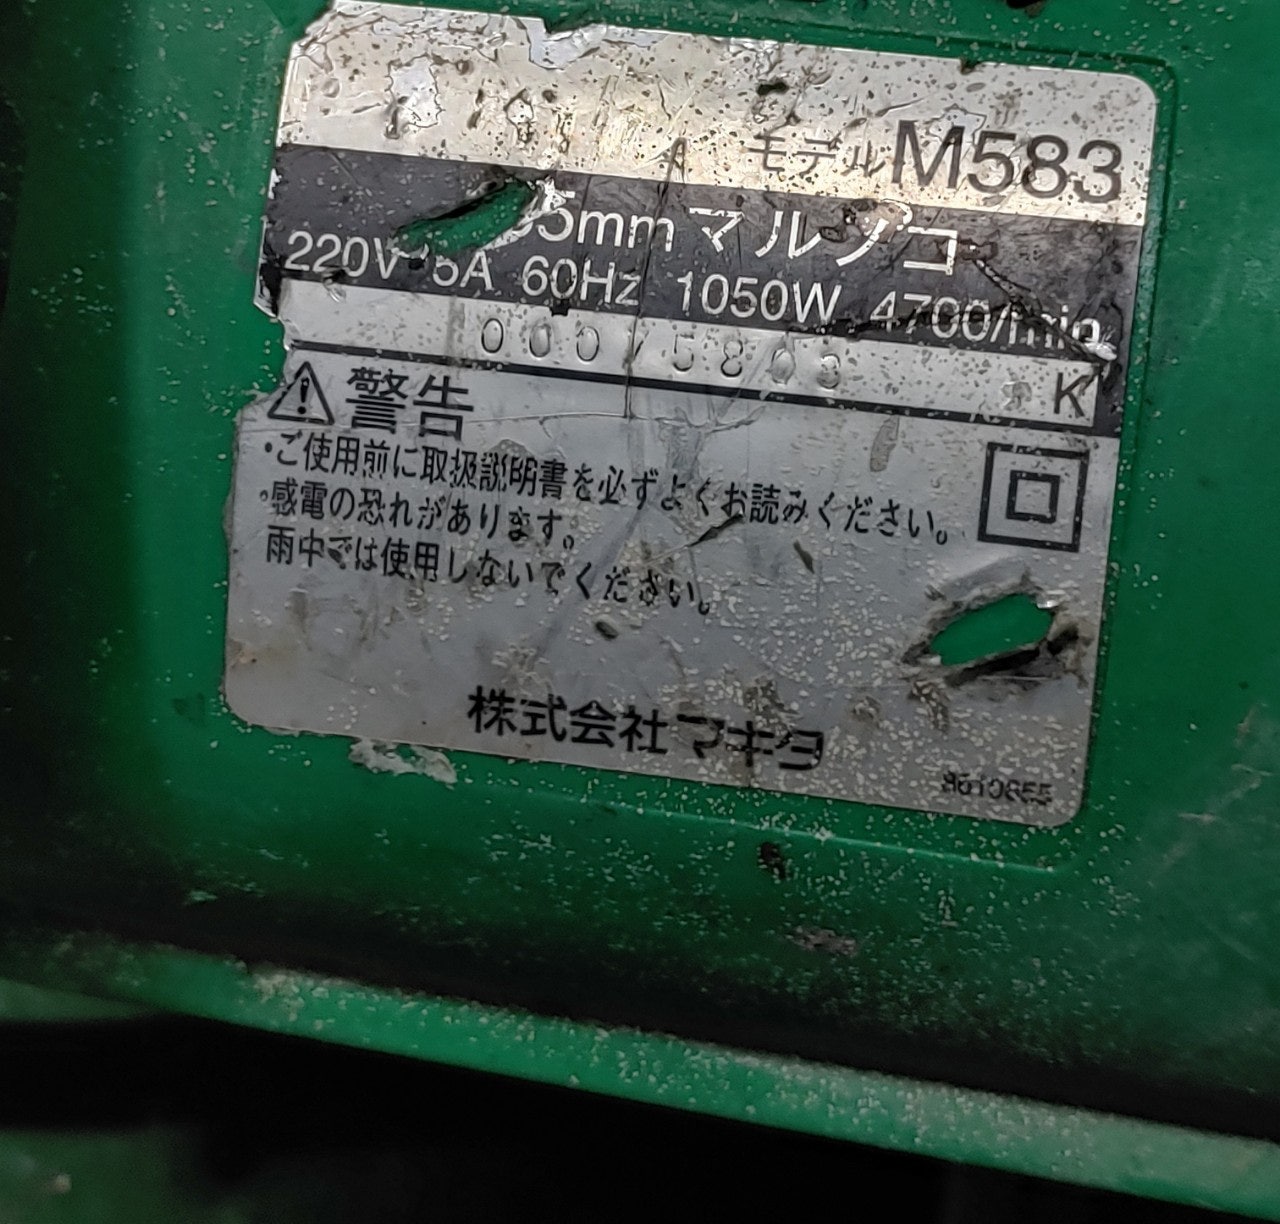 モデル M583
5mm マルノコ
220V 5A 60Hz 1050W 4700/min
K
警告
・ご使用前に取扱説明書を必ずよくお読みください。
・感電の恐れがあります。
雨中では使用しないでください。
株式会社マキタ